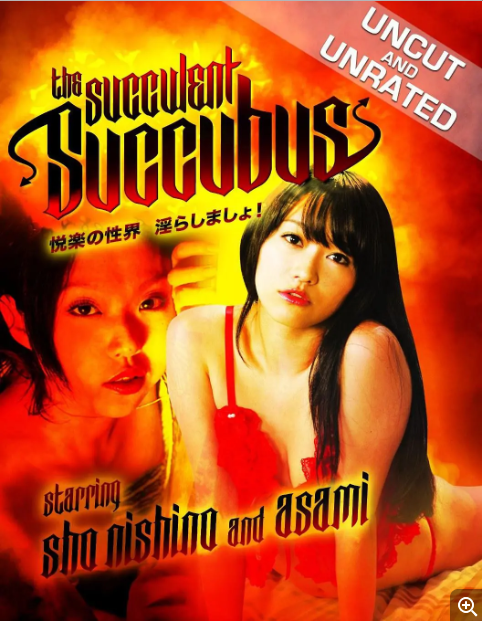 UNCUT
AND
UNRATED
the succulent
Succubus
悦楽の性界 淫らしましょ！
starring
sho nishino and asami